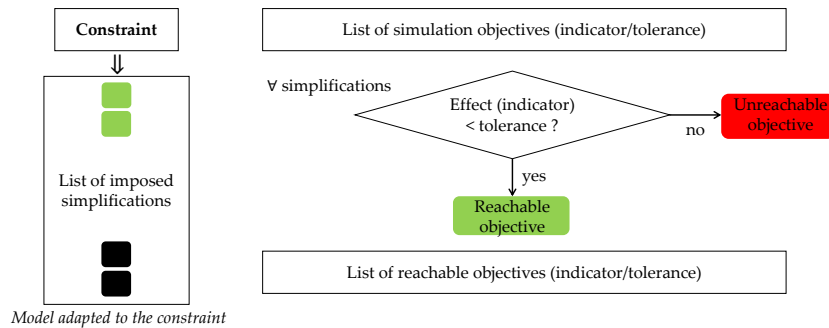 Constraint
⇓
List of imposed
simplifications
Model adapted to the constraint
List of simulation objectives (indicator/tolerance)
∀ simplifications
Effect (indicator)
< tolerance ?
no
Unreachable
objective
yes
Reachable
objective
List of reachable objectives (indicator/tolerance)